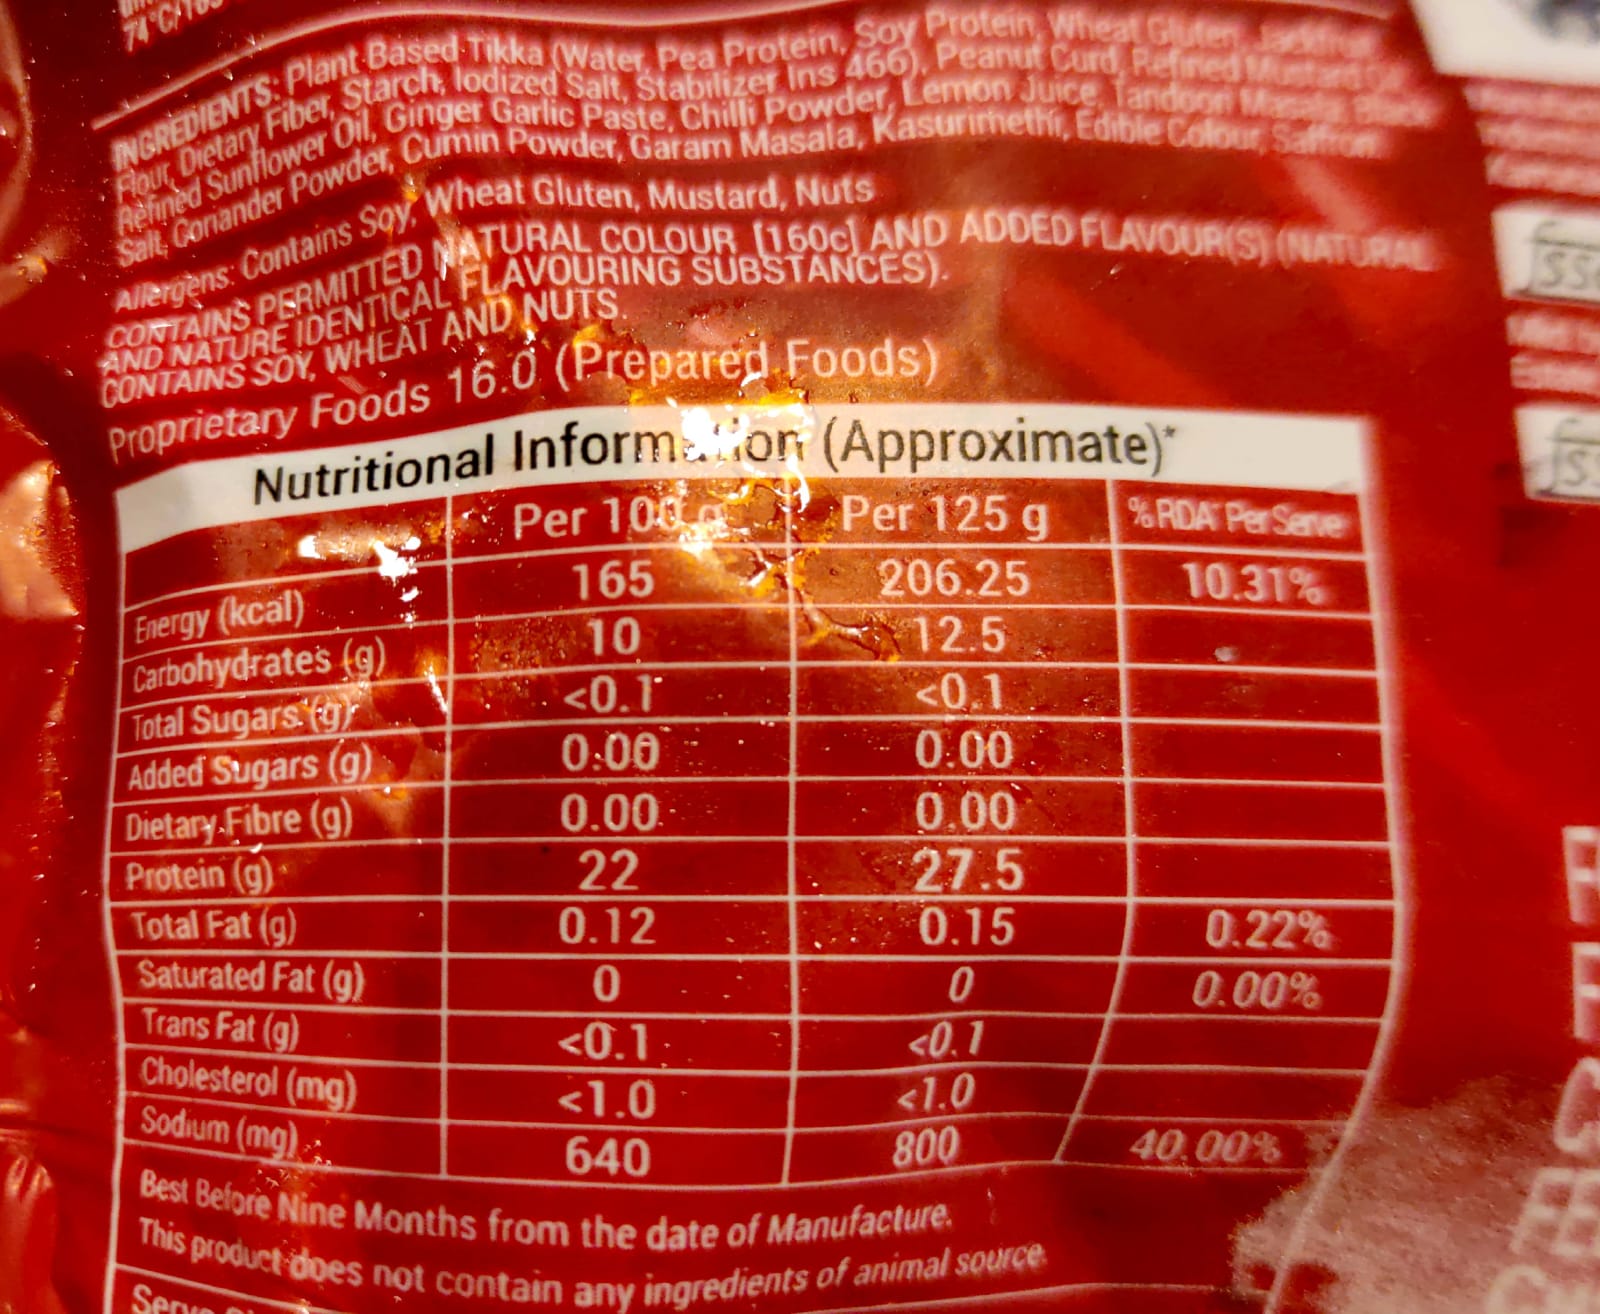 74°C/165
INGREDIENTS: Plant Based Tikka (Water, Pea Protein, Soy Protein, Wheat Gluten, Jackfruit
Flour, Dietary Fiber, Starch, Iodized Salt, Stabilizer Ins 466), Peanut Curd, Refined Mustard Oil,
Refined Sunflower Oil, Ginger Garlic Paste, Chilli Powder, Lemon Juice, Tandoori Masala, Black
Salt, Coriander Powder, Cumin Powder, Garam Masala, Kasurimethi, Edible Colour, Saffron
Allergens: Contains Soy, Wheat Gluten, Mustard, Nuts
CONTAINS PERMITTED NATURAL COLOUR [160c] AND ADDED FLAVOUR(S) (NATURAL
AND NATURE IDENTICAL FLAVOURING SUBSTANCES).
CONTAINS SOY, WHEAT AND NUTS.
Proprietary Foods 16.0 (Prepared Foods)
Nutritional Information (Approximate)*
Per 100 g Per 125 g % RDA* Per Serve
Energy (kcal) 165 206.25 10.31%
Carbohydrates (g) 10 12.5
Total Sugars (g) <0.1 <0.1
Added Sugars (g) 0.00 0.00
Dietary Fibre (g) 0.00 0.00
Protein (g) 22 27.5
Total Fat (g) 0.12 0.15 0.22%
Saturated Fat (g) 0 0 0.00%
Trans Fat (g) <0.1 <0.1
Cholesterol (mg) <1.0 <1.0
Sodium (mg) 640 800 40.00%
Best Before Nine Months from the date of Manufacture.
This product does not contain any ingredients of animal source.